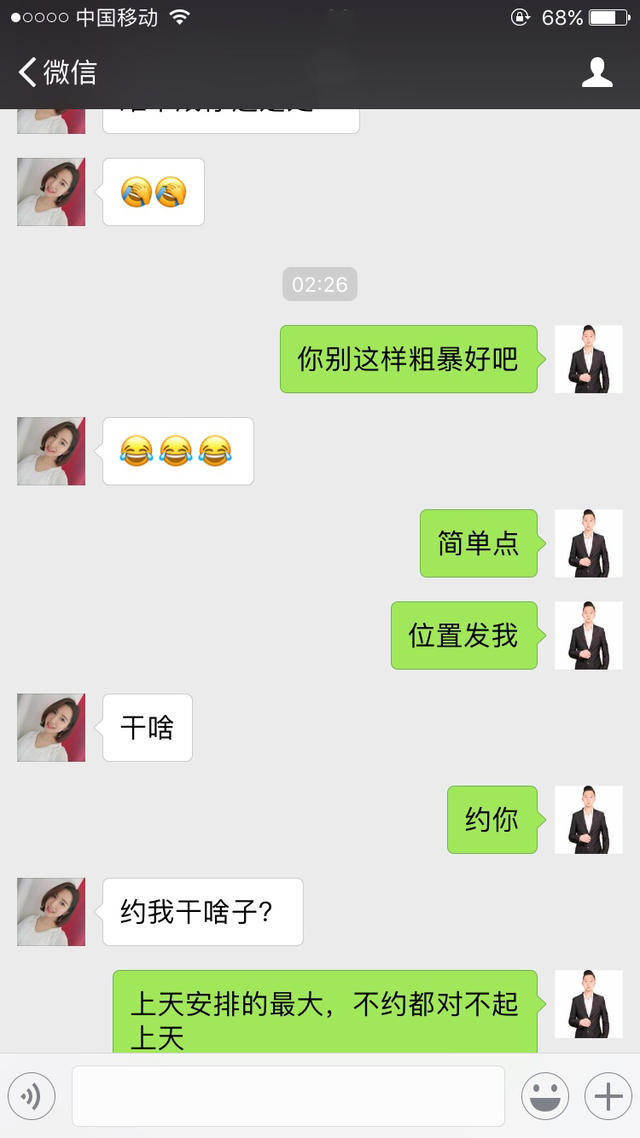 中国移动
68%
微信
02:26
你别这样粗暴好吧
简单点
位置发我
干啥
约你
约我干啥子?
上天安排的最大，不约都对不起
上天